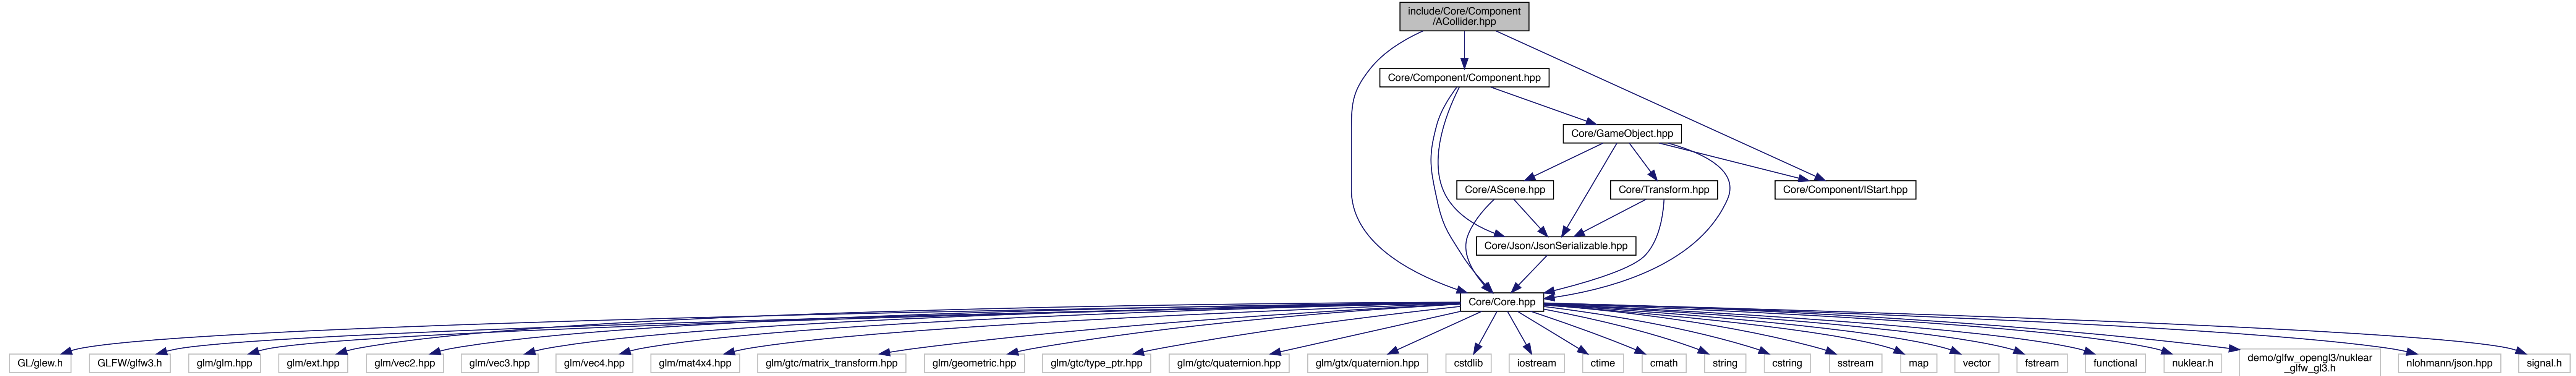 include/Core/Component
/ACollider.hpp
Core/Component/Component.hpp
Core/GameObject.hpp
Core/AScene.hpp
Core/Transform.hpp
Core/Component/IStart.hpp
Core/Json/JsonSerializable.hpp
Core/Core.hpp
GL/glew.h
GLFW/glfw3.h
glm/glm.hpp
glm/ext.hpp
glm/vec2.hpp
glm/vec3.hpp
glm/vec4.hpp
glm/mat4x4.hpp
glm/gtc/matrix_transform.hpp
glm/geometric.hpp
glm/gtc/type_ptr.hpp
glm/gtc/quaternion.hpp
glm/gtx/quaternion.hpp
cstdlib
iostream
ctime
cmath
string
cstring
sstream
map
vector
fstream
functional
nuklear.h
demo/glfw_opengl3/nuklear
_glfw_gl3.h
nlohmann/json.hpp
signal.h